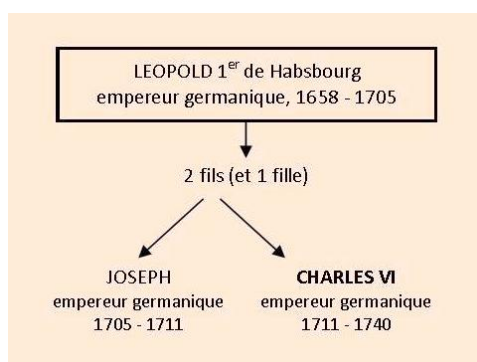 LEOPOLD 1er de Habsbourg
empereur germanique, 1658 - 1705
2 fils (et 1 fille)
JOSEPH
empereur germanique
1705 - 1711
CHARLES VI
empereur germanique
1711 - 1740